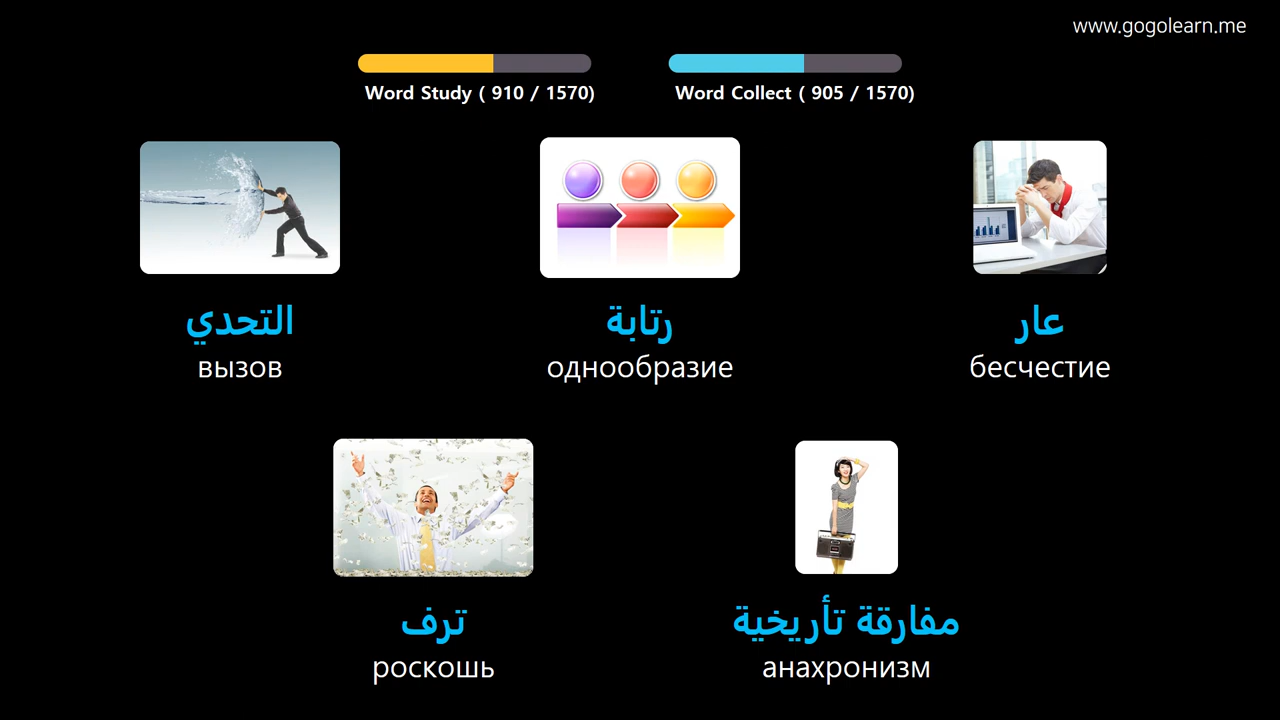 www.gogolearn.me
Word Study ( 910 / 1570)
Word Collect ( 905 / 1570)
التحدي
вызов
رتابة
однообразие
عار
бесчестие
ترف
роскошь
مفارقة تأريخية
анахронизм